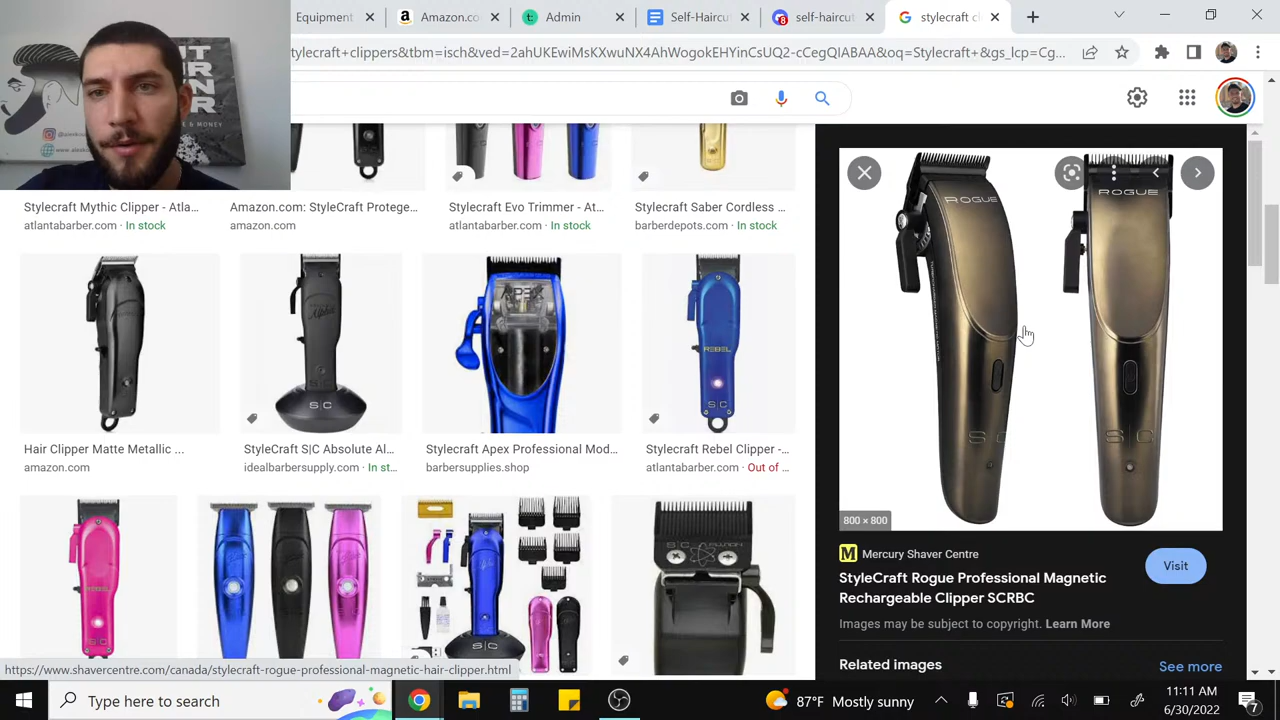 Equipment
Amazon.co
Admin
Self-Haircu
self-haircu
stylecraft c
tylecraft+clippers&tbm=isch&ved=2ahUKEwiMsKXwuNX4AhWogokEHYinCsUQ2-cCegQIABAA&oq=Stylecraft+&gs_lcp=Cg...
E & MONEY
Stylecraft Mythic Clipper - Atla...
atlantabarber.com · In stock
Amazon.com: StyleCraft Protege...
amazon.com
Stylecraft Evo Trimmer - At...
atlantabarber.com · In stock
Stylecraft Saber Cordless ...
barberdepots.com · In stock
ROGUE
ROGUE
S C
S C
800 × 800
APEX
REBEL
S|C
S|C
Hair Clipper Matte Metallic ...
amazon.com
StyleCraft S|C Absolute Al...
idealbarbersupply.com · In st...
Stylecraft Apex Professional Mod...
barbersupplies.shop
Stylecraft Rebel Clipper -...
atlantabarber.com · Out of ...
REBEL
S|C
S|C
Mercury Shaver Centre
StyleCraft Rogue Professional Magnetic
Rechargeable Clipper SCRBC
Visit
Images may be subject to copyright. Learn More
Related images
See more
https://www.shavercentre.com/canada/stylecraft-rogue-professional-magnetic-hair-clipper.html
Type here to search
87°F Mostly sunny
11:11 AM
6/30/2022
7